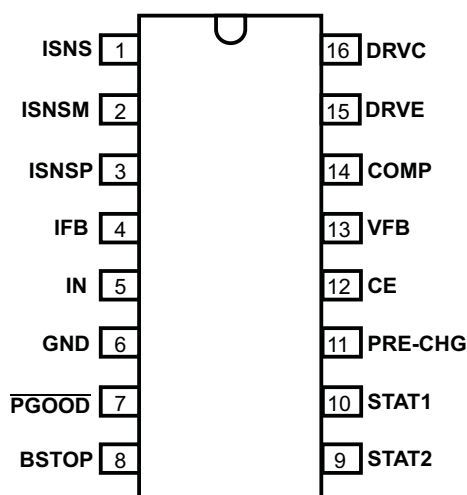 ISNS 1 16 DRVC
ISNSM 2 15 DRVE
ISNSP 3 14 COMP
IFB 4 13 VFB
IN 5 12 CE
GND 6 11 PRE-CHG
PGOOD 7 10 STAT1
BSTOP 8 9 STAT2